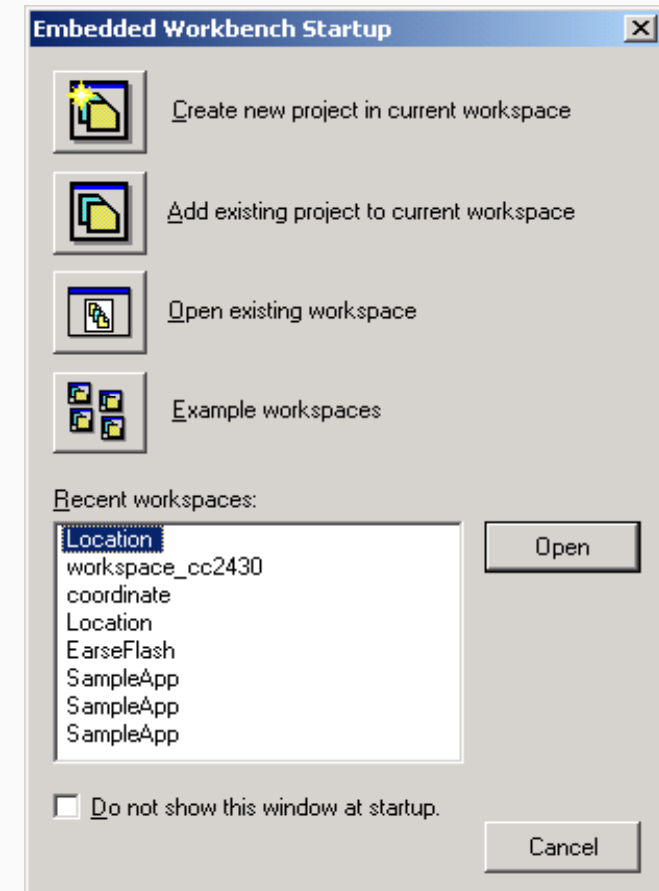 Embedded Workbench Startup
Create new project in current workspace
Add existing project to current workspace
Open existing workspace
Example workspaces
Recent workspaces:
Location
workspace_cc2430
coordinate
Location
EarseFlash
SampleApp
SampleApp
SampleApp
Open
Do not show this window at startup.
Cancel